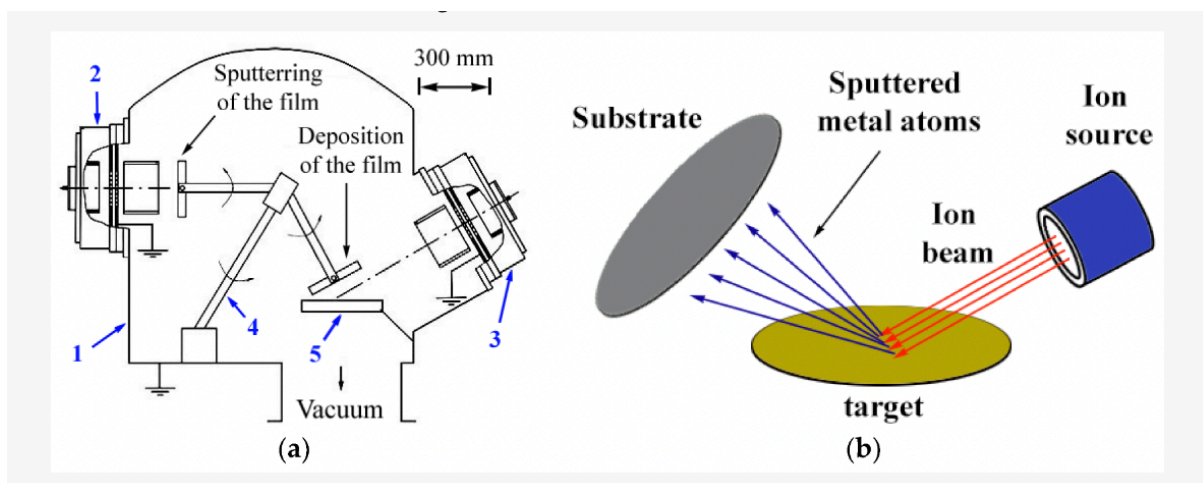 2
Sputterring
of the film
300 mm
Deposition
of the film
1
4
5
3
Vacuum
(a)
Substrate
Sputtered
metal atoms
Ion
source
Ion
beam
target
(b)